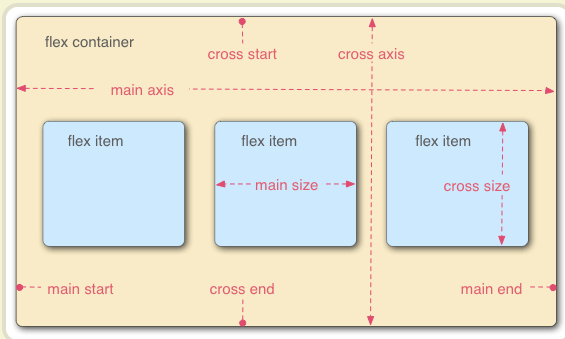 flex container
cross start
cross axis
main axis
flex item
flex item
flex item
main size
cross size
main start
cross end
main end